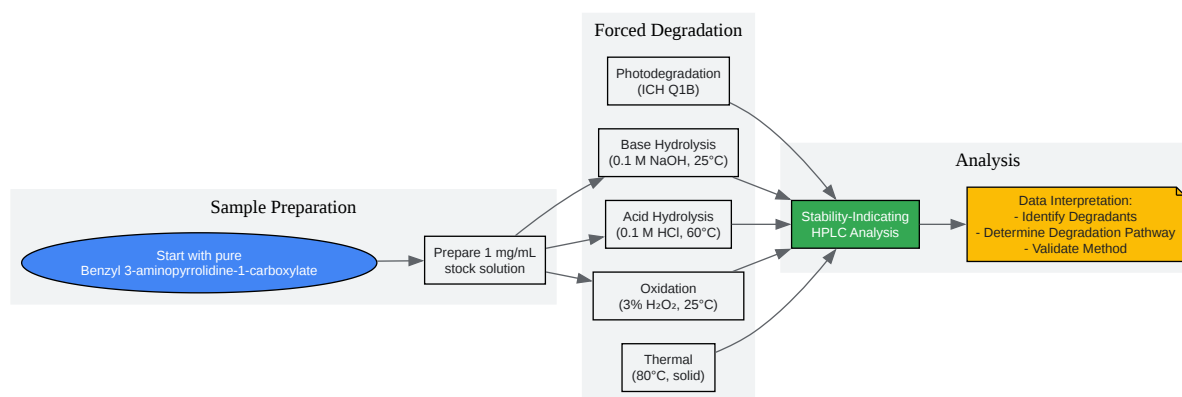 Sample Preparation
Start with pure
Benzyl 3-aminopyrrolidine-1-carboxylate
Prepare 1 mg/mL
stock solution
Forced Degradation
Photodegradation
(ICH Q1B)
Base Hydrolysis
(0.1 M NaOH, 25°C)
Acid Hydrolysis
(0.1 M HCl, 60°C)
Oxidation
(3% H₂O₂, 25°C)
Thermal
(80°C, solid)
Analysis
Stability-Indicating
HPLC Analysis
Data Interpretation:
- Identify Degradants
- Determine Degradation Pathway
- Validate Method